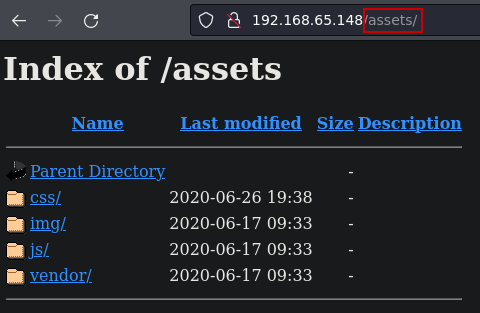 192.168.65.148/assets/
Index of /assets
Name Last modified Size Description
Parent Directory -
css/ 2020-06-26 19:38 -
img/ 2020-06-17 09:33 -
js/ 2020-06-17 09:33 -
vendor/ 2020-06-17 09:33 -